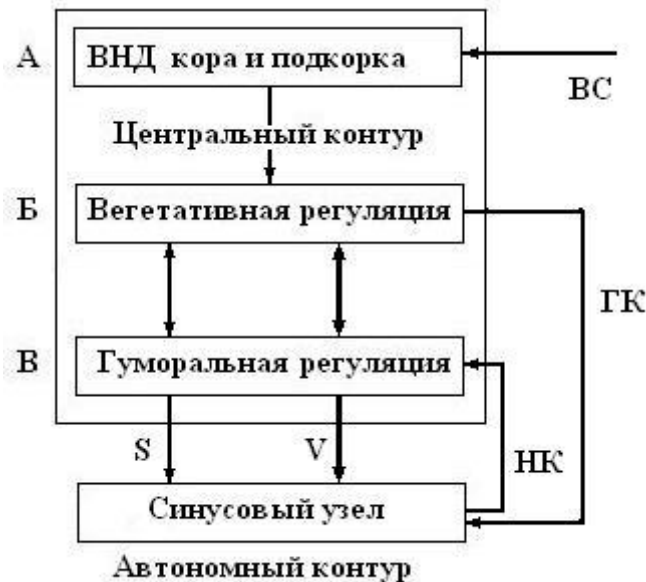 А
ВНД кора и подкорка
ВС
Центральный контур
Б
Вегетативная регуляция
ГК
В
Гуморальная регуляция
S
V
НК
Синусовый узел
Автономный контур